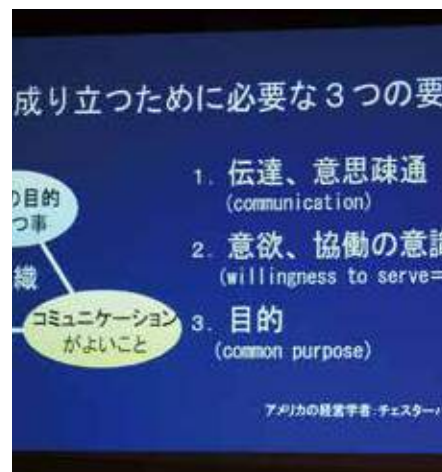 成り立つために必要な３つの要
1. 伝達、意思疎通
(communication)
2. 意欲、協働の意識
(willingness to serve=
3. 目的
(common purpose)
の目的
つ事
織
コミュニケーション
がよいこと
アメリカの経営学者：チェスター・